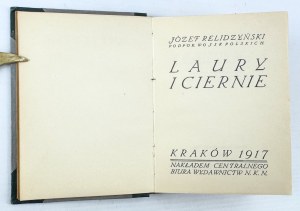 JÓZEF RELIDZYŃSKI
PODPOR. WOJSK POLSKICH
LAURY
I CIERNIE
KRAKÓW 1917
NAKŁADEM CENTRALNEGO
BIURA WYDAWNICTW N. K. N.